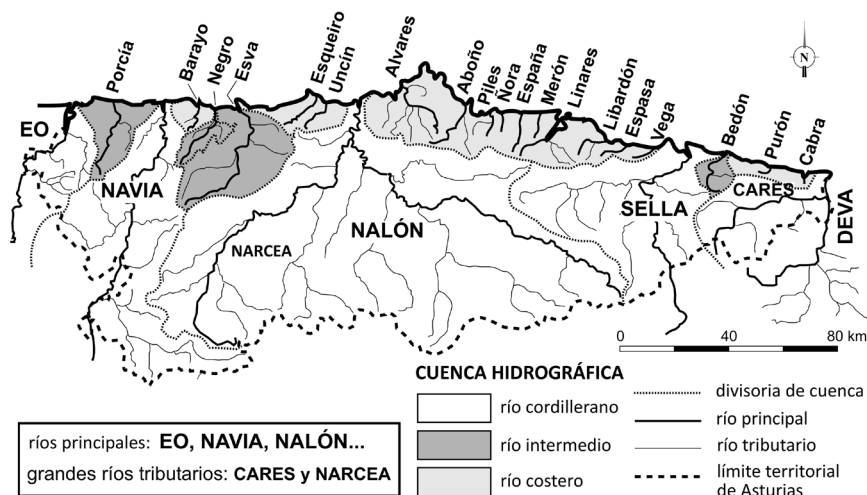 Porcía
Barayo
Negro
Esva
Esqueiro
Uncín
Alvares
Aboño
Piles
Ñora
España
Merón
Linares
Libardón
Espasa
Vega
Bedón
Purón
Cabra
N
EO
NAVIA
NARCEA
NALÓN
SELLA
CARES
DEVA
0 40 80 km
CUENCA HIDROGRÁFICA
río cordillerano
río intermedio
río costero
divisoria de cuenca
río principal
río tributario
límite territorial
de Asturias
ríos principales: EO, NAVIA, NALÓN...
grandes ríos tributarios: CARES y NARCEA